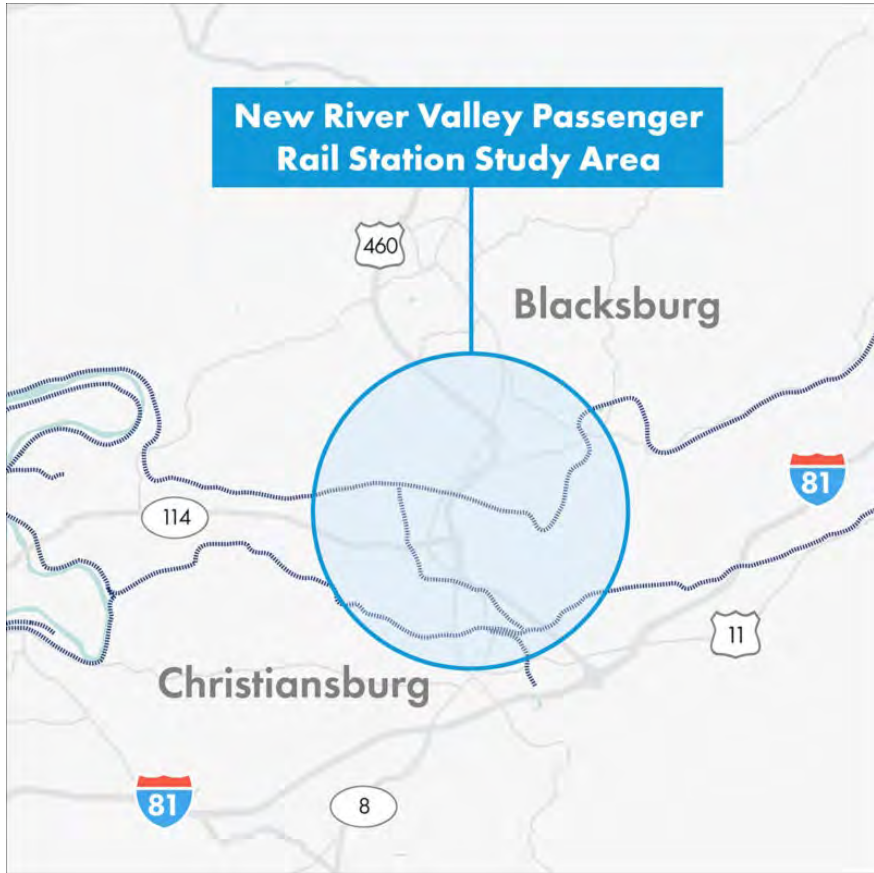 New River Valley Passenger
Rail Station Study Area
460
Blacksburg
81
114
11
Christiansburg
81
8